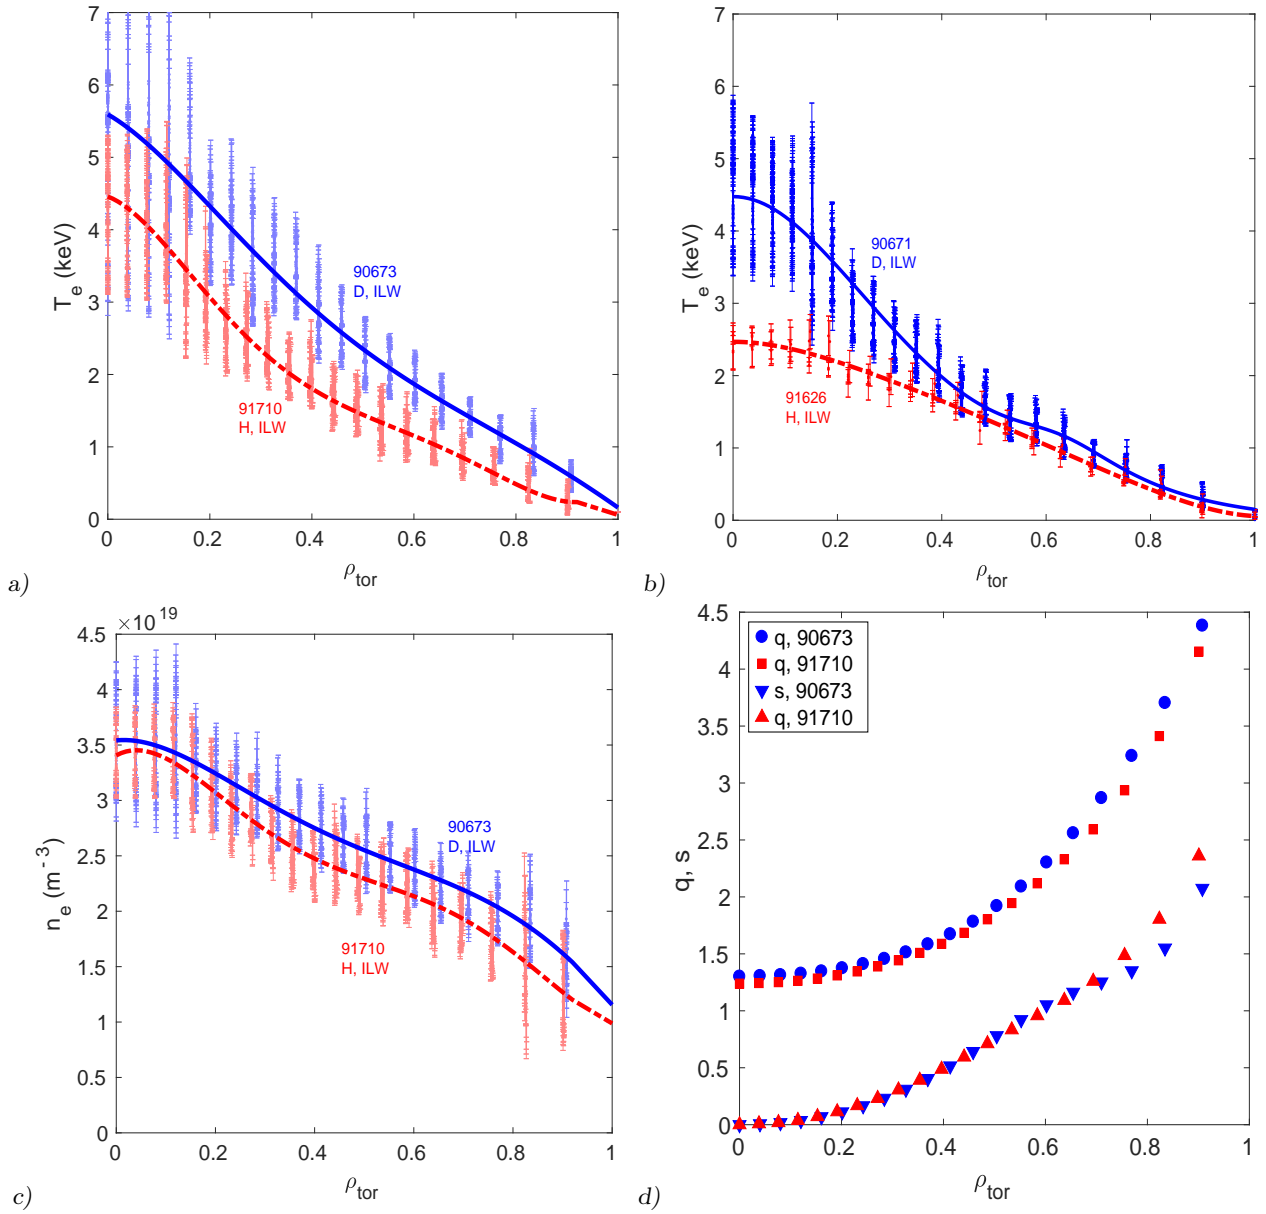 7
6
5
4
3
2
1
0
T_e (keV)
90673
D, ILW
91710
H, ILW
0 0.2 0.4 0.6 0.8 1
ρ_tor
a)
7
6
5
4
3
2
1
0
T_e (keV)
90671
D, ILW
91626
H, ILW
0 0.2 0.4 0.6 0.8 1
ρ_tor
b)
×10^19
4.5
4
3.5
3
2.5
2
1.5
1
0.5
0
n_e (m^-3)
90673
D, ILW
91710
H, ILW
0 0.2 0.4 0.6 0.8 1
ρ_tor
c)
4.5
4
3.5
3
2.5
2
1.5
1
0.5
0
q, s
q, 90673
q, 91710
s, 90673
q, 91710
0 0.2 0.4 0.6 0.8 1
ρ_tor
d)